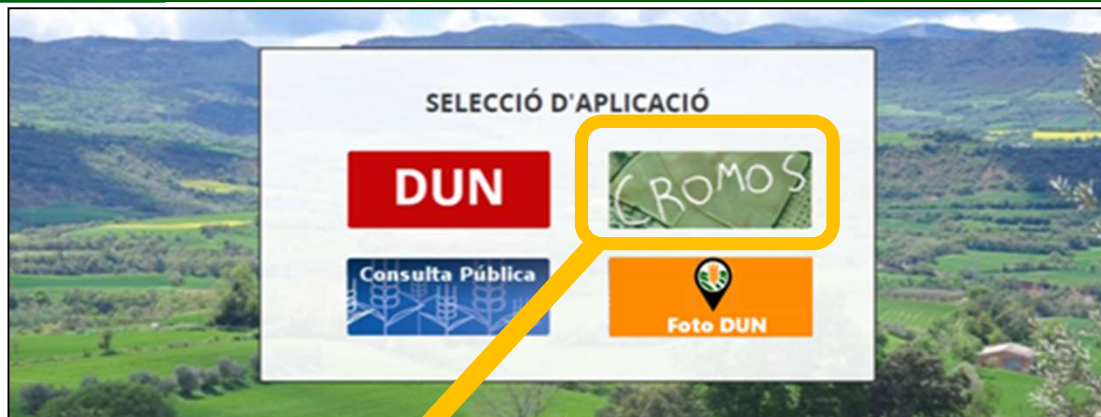 SELECCIÓ D'APLICACIÓ
DUN
CROMOS
Consulta Pública
Foto DUN